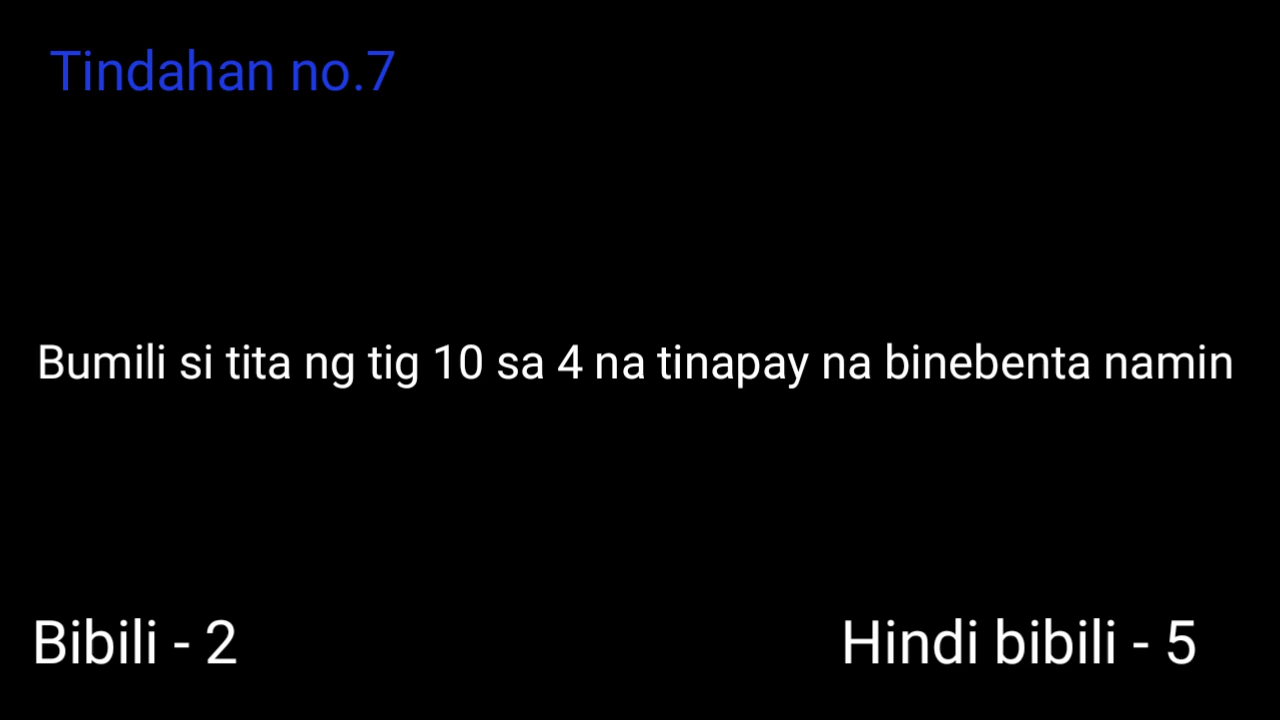 Tindahan no.7
Bumili si tita ng tig 10 sa 4 na tinapay na binebenta namin
Bibili - 2
Hindi bibili - 5